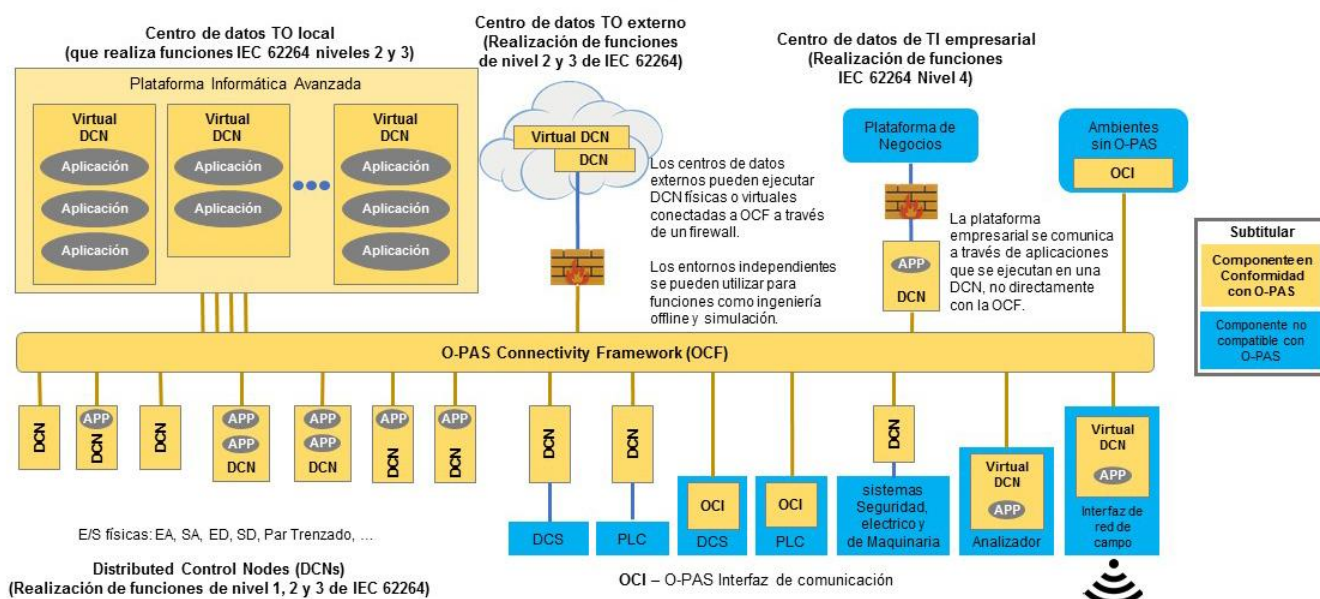 Centro de datos TO local
(que realiza funciones IEC 62264 niveles 2 y 3)
Plataforma Informática Avanzada
Virtual
DCN
Aplicación
Aplicación
Aplicación
Virtual
DCN
Aplicación
Aplicación
Virtual
DCN
Aplicación
Aplicación
Aplicación
Centro de datos TO externo
(Realización de funciones
de nivel 2 y 3 de IEC 62264)
Virtual DCN
DCN
Los centros de datos
externos pueden ejecutar
DCN físicas o virtuales
conectadas a OCF a través
de un firewall.
Los entornos independientes
se pueden utilizar para
funciones como ingeniería
offline y simulación.
Centro de datos de TI empresarial
(Realización de funciones
IEC 62264 Nivel 4)
Plataforma de
Negocios
APP
DCN
La plataforma
empresarial se comunica
a través de aplicaciones
que se ejecutan en una
DCN, no directamente
con la OCF.
Ambientes
sin O-PAS
OCI
Subtitular
Componente en
Conformidad
con O-PAS
Componente no
compatible con
O-PAS
O-PAS Connectivity Framework (OCF)
DCN
APP
DCN
DCN
APP
APP
DCN
APP
APP
DCN
APP
DCN
APP
DCN
DCN
DCS
DCN
PLC
OCI
DCS
OCI
PLC
DCN
sistemas
Seguridad,
electrico y
de Maquinaria
Virtual
DCN
APP
Analizador
Virtual
DCN
APP
Interfaz de
red de
campo
E/S físicas: EA, SA, ED, SD, Par Trenzado, ...
Distributed Control Nodes (DCNs)
(Realización de funciones de nivel 1, 2 y 3 de IEC 62264)
OCI – O-PAS Interfaz de comunicación